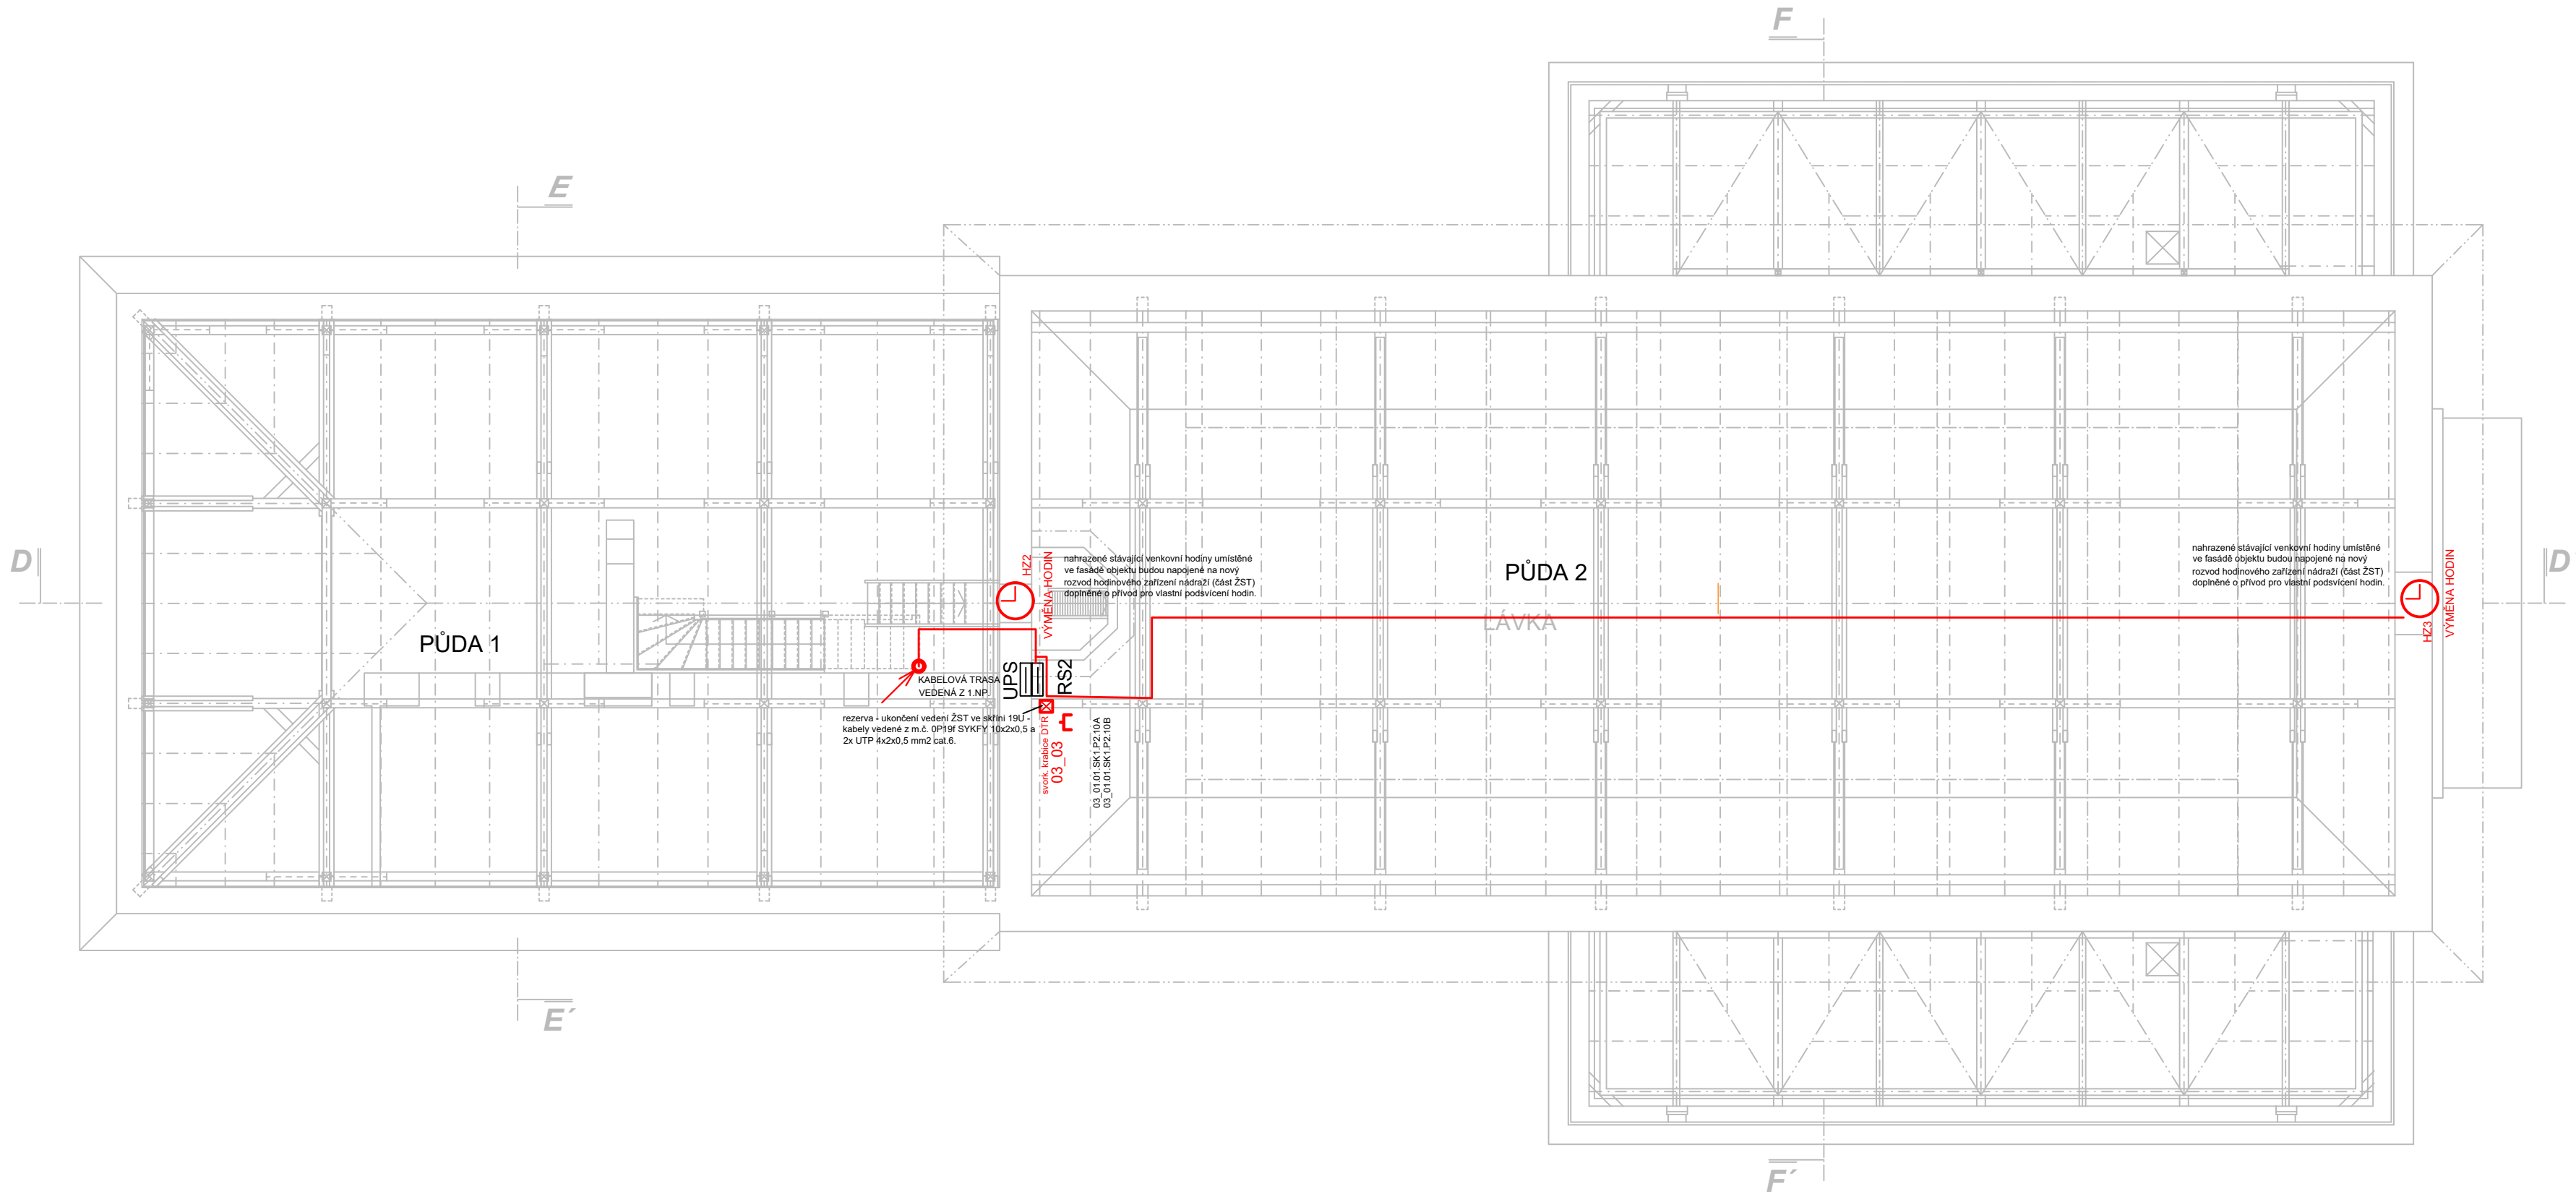 F
E
D
D
HZ2
VÝMĚNA HODIN
nahrazené stávající venkovní hodiny umístěné
ve fasádě objektu budou napojené na nový
rozvod hodinového zařízení nádraží (část ŽST)
doplněné o přívod pro vlastní podsvícení hodin.
PŮDA 2
LÁVKA
nahrazené stávající venkovní hodiny umístěné
ve fasádě objektu budou napojené na nový
rozvod hodinového zařízení nádraží (část ŽST)
doplněné o přívod pro vlastní podsvícení hodin.
HZ3
VÝMĚNA HODIN
PŮDA 1
KABELOVÁ TRASA
VEDENÁ Z 1.NP.
UPS
RS2
rezerva - ukončení vedení ŽST ve skříni 19U -
kabely vedené z m.č. 0P19f SYKFY 10x2x0,5 a
2x UTP 4x2x0,5 mm2 cat.6.
svork. krabice DTR
03_03
03_01.01.SK1.P2.10A
03_01.01.SK1.P2.10B
E´
F´